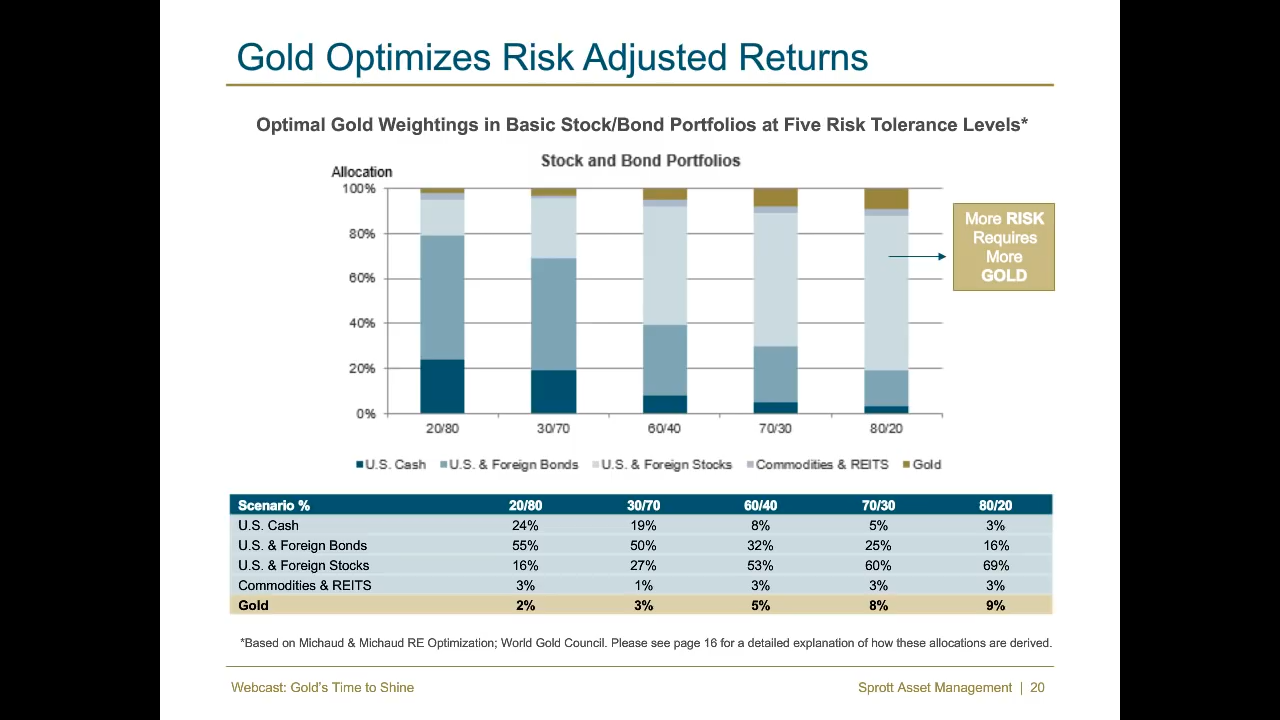 Gold Optimizes Risk Adjusted Returns
Optimal Gold Weightings in Basic Stock/Bond Portfolios at Five Risk Tolerance Levels*
Stock and Bond Portfolios
Allocation
100%
80%
60%
40%
20%
0%
20/80 30/70 60/40 70/30 80/20
More RISK
Requires
More
GOLD
U.S. Cash U.S. & Foreign Bonds U.S. & Foreign Stocks Commodities & REITS Gold
Scenario % 20/80 30/70 60/40 70/30 80/20
U.S. Cash 24% 19% 8% 5% 3%
U.S. & Foreign Bonds 55% 50% 32% 25% 16%
U.S. & Foreign Stocks 16% 27% 53% 60% 69%
Commodities & REITS 3% 1% 3% 3% 3%
Gold 2% 3% 5% 8% 9%
*Based on Michaud & Michaud RE Optimization; World Gold Council. Please see page 16 for a detailed explanation of how these allocations are derived.
Webcast: Gold's Time to Shine
Sprott Asset Management | 20